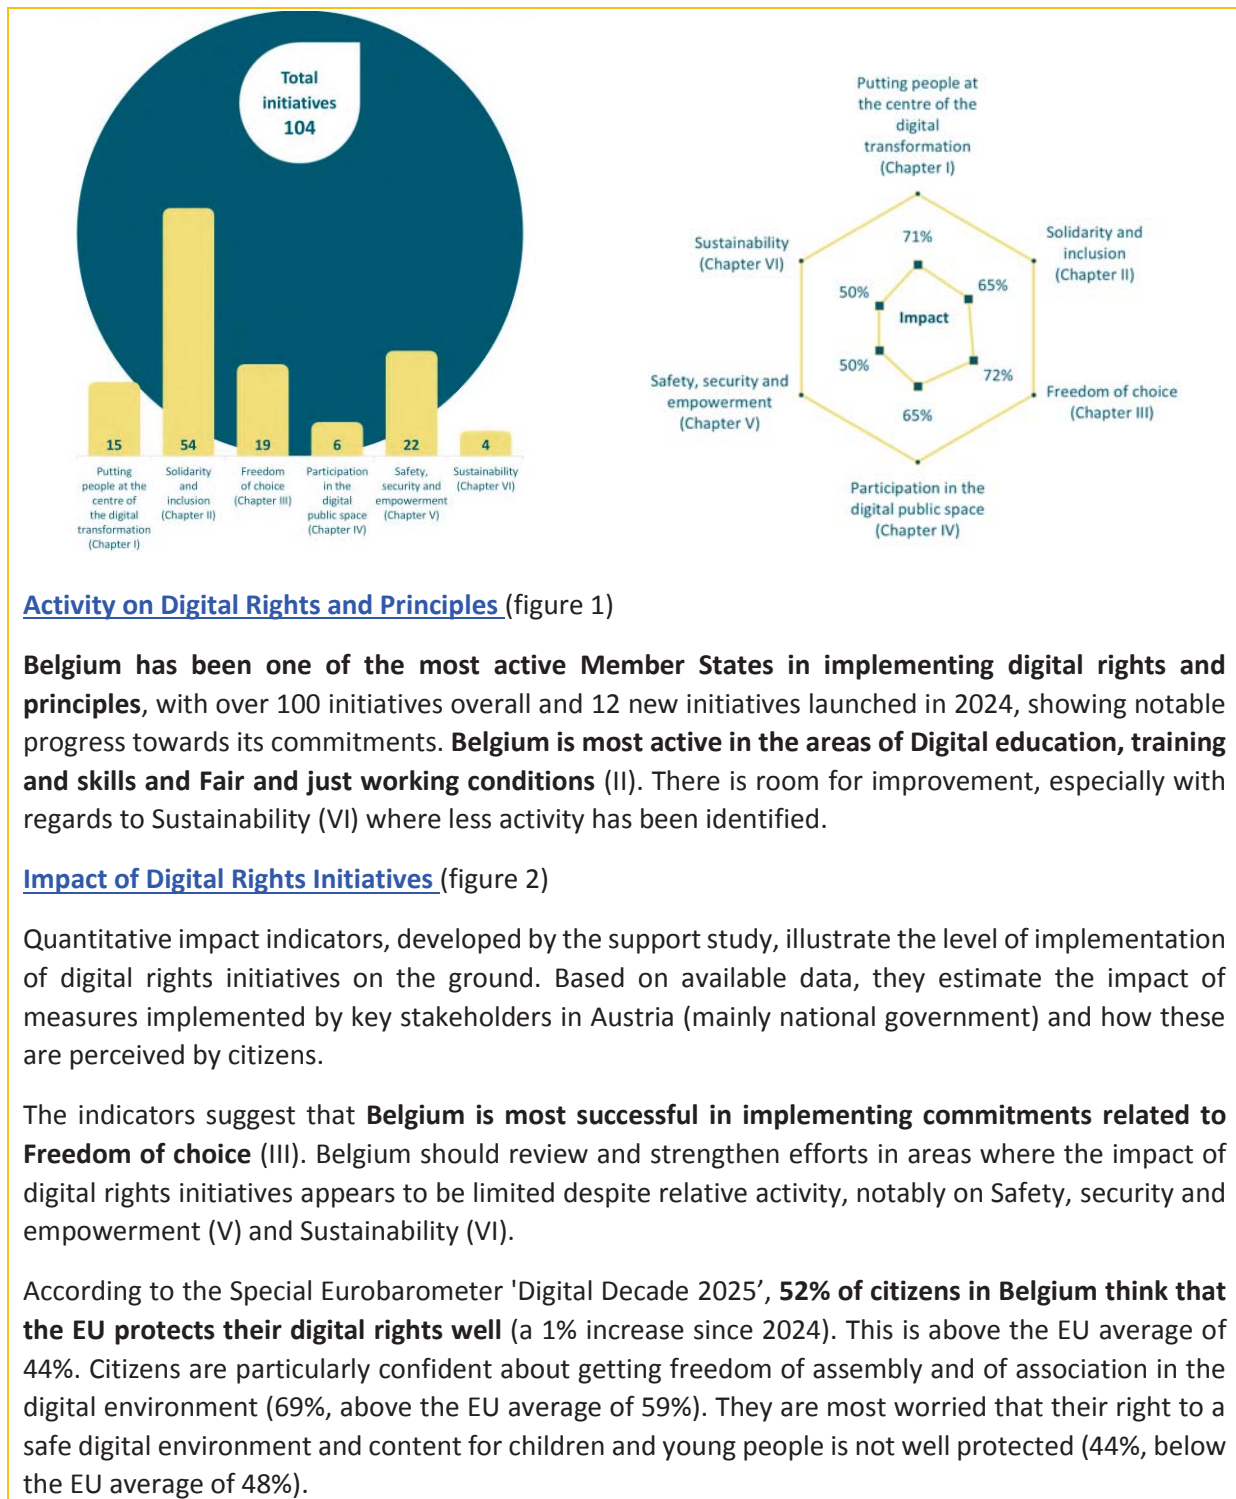 Total
initiatives
104
15
54
19
6
22
4
Putting
people at the
centre of
the digital
transformation
(Chapter I)
Solidarity
and
inclusion
(Chapter II)
Freedom
of choice
(Chapter III)
Participation
in the
digital
public space
(Chapter IV)
Safety,
security and
empowerment
(Chapter V)
Sustainability
(Chapter VI)
Putting people at
the centre of the
digital
transformation
(Chapter I)
Sustainability
(Chapter VI)
Solidarity and
inclusion
(Chapter II)
71%
50%
65%
Impact
50%
72%
65%
Safety, security and
empowerment
(Chapter V)
Freedom of choice
(Chapter III)
Participation in the
digital public space
(Chapter IV)
Activity on Digital Rights and Principles (figure 1)
Belgium has been one of the most active Member States in implementing digital rights and
principles, with over 100 initiatives overall and 12 new initiatives launched in 2024, showing notable
progress towards its commitments. Belgium is most active in the areas of Digital education, training
and skills and Fair and just working conditions (II). There is room for improvement, especially with
regards to Sustainability (VI) where less activity has been identified.
Impact of Digital Rights Initiatives (figure 2)
Quantitative impact indicators, developed by the support study, illustrate the level of implementation
of digital rights initiatives on the ground. Based on available data, they estimate the impact of
measures implemented by key stakeholders in Austria (mainly national government) and how these
are perceived by citizens.
The indicators suggest that Belgium is most successful in implementing commitments related to
Freedom of choice (III). Belgium should review and strengthen efforts in areas where the impact of
digital rights initiatives appears to be limited despite relative activity, notably on Safety, security and
empowerment (V) and Sustainability (VI).
According to the Special Eurobarometer 'Digital Decade 2025’, 52% of citizens in Belgium think that
the EU protects their digital rights well (a 1% increase since 2024). This is above the EU average of
44%. Citizens are particularly confident about getting freedom of assembly and of association in the
digital environment (69%, above the EU average of 59%). They are most worried that their right to a
safe digital environment and content for children and young people is not well protected (44%, below
the EU average of 48%).